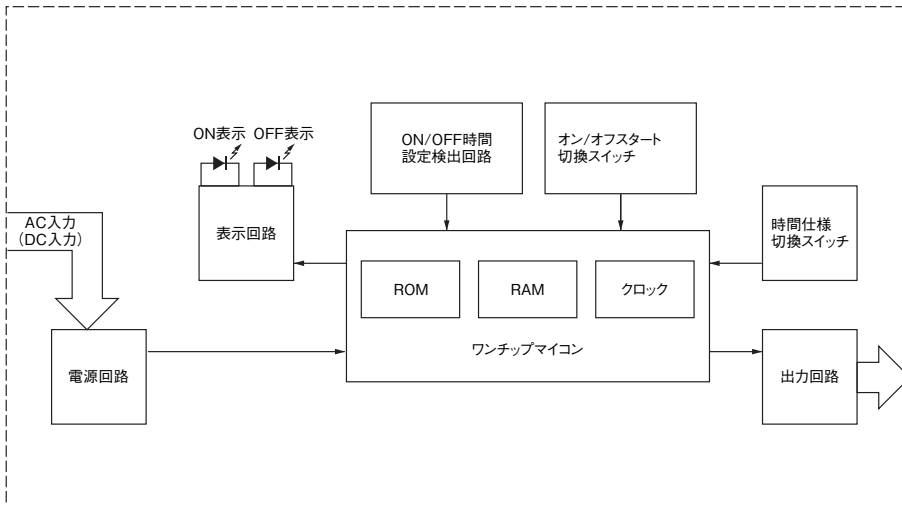 ON表示 OFF表示
ON/OFF時間
設定検出回路
オン/オフスタート
切換スイッチ
AC入力
(DC入力)
表示回路
時間仕様
切換スイッチ
ROM
RAM
クロック
ワンチップマイコン
電源回路
出力回路